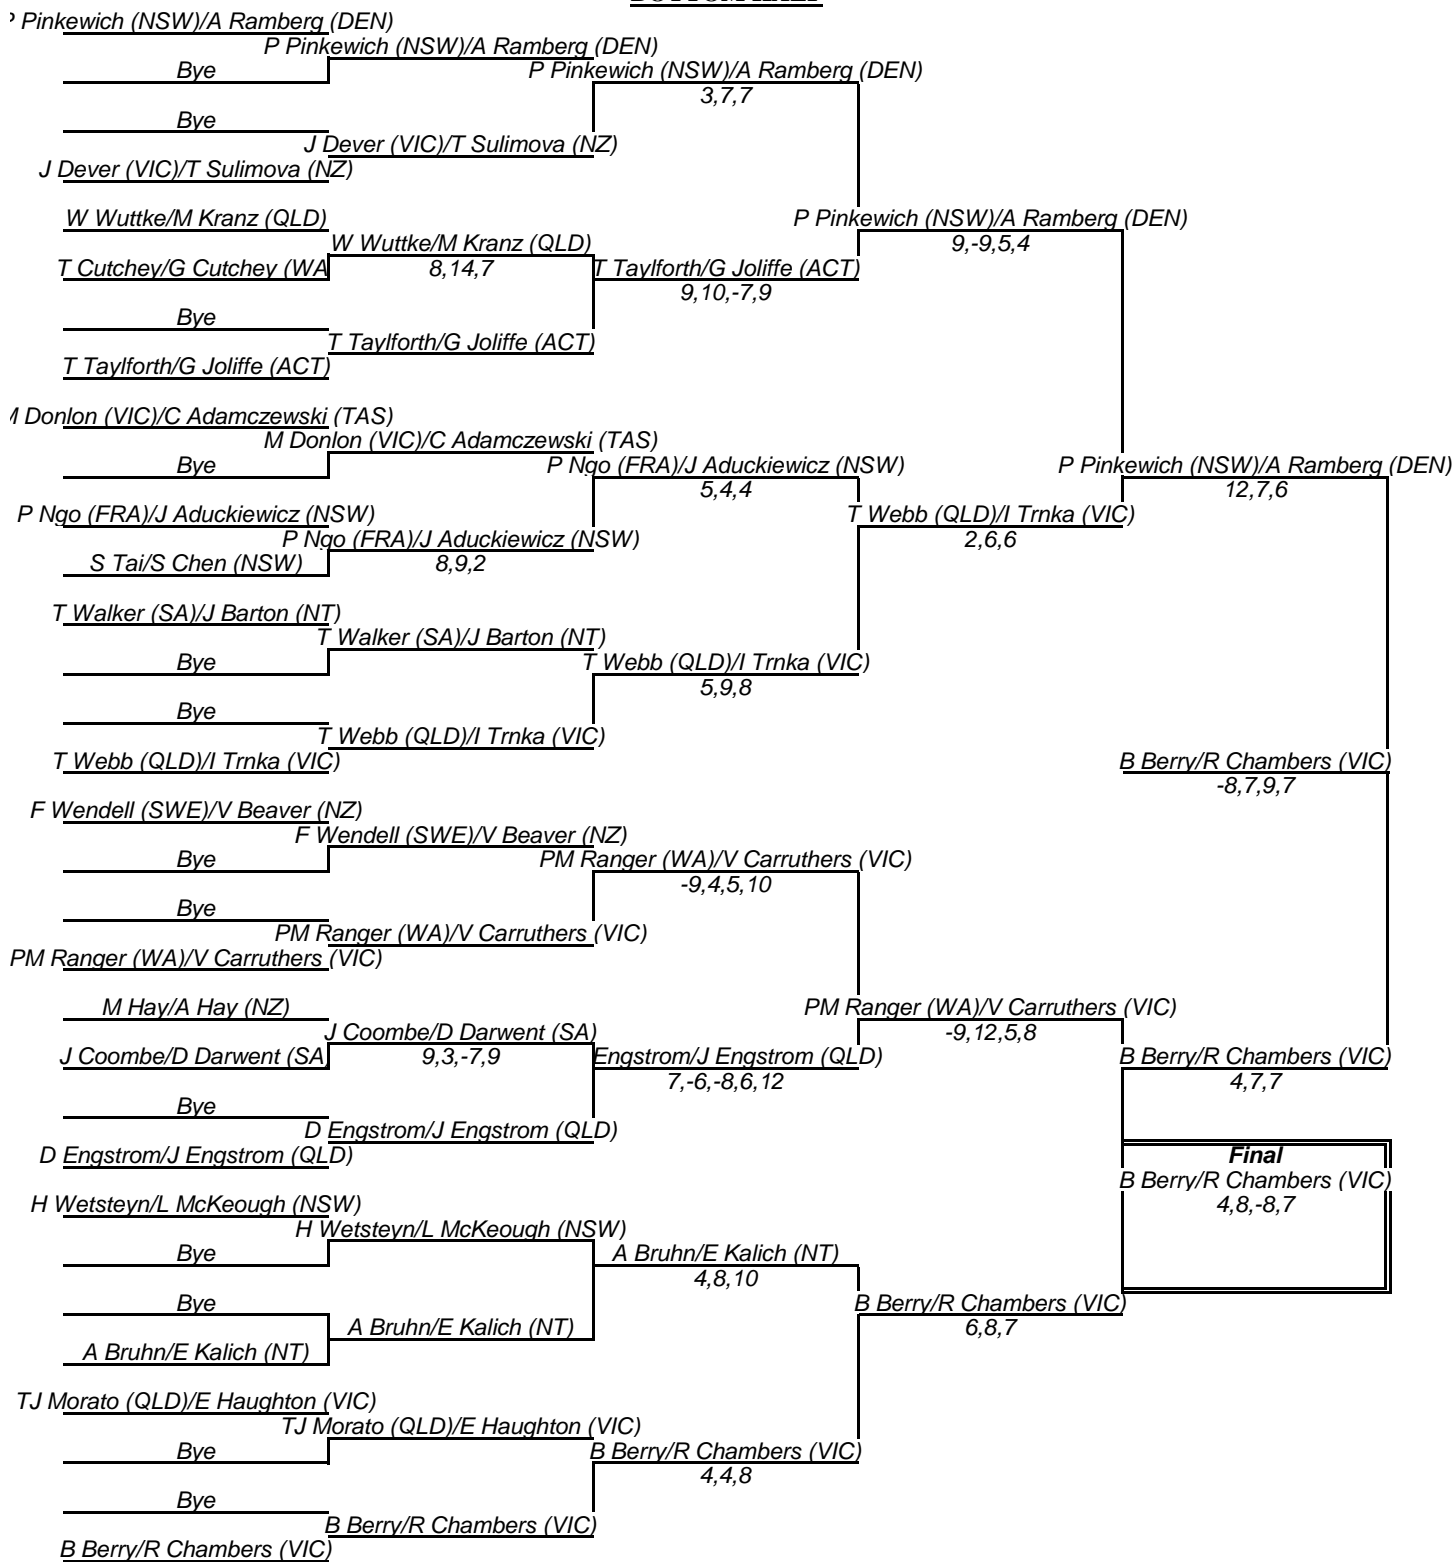 P Pinkewich (NSW)/A Ramberg (DEN)
P Pinkewich (NSW)/A Ramberg (DEN)
Bye
P Pinkewich (NSW)/A Ramberg (DEN)
3,7,7
Bye
J Dever (VIC)/T Sulimova (NZ)
J Dever (VIC)/T Sulimova (NZ)
W Wuttke/M Kranz (QLD)
P Pinkewich (NSW)/A Ramberg (DEN)
9,-9,5,4
W Wuttke/M Kranz (QLD)
T Cutchey/G Cutchey (WA
8,14,7
T Taylforth/G Joliffe (ACT)
9,10,-7,9
Bye
T Taylforth/G Joliffe (ACT)
T Taylforth/G Joliffe (ACT)
Donlon (VIC)/C Adamczewski (TAS)
M Donlon (VIC)/C Adamczewski (TAS)
Bye
P Ngo (FRA)/J Aduckiewicz (NSW)
5,4,4
P Pinkewich (NSW)/A Ramberg (DEN)
12,7,6
P Ngo (FRA)/J Aduckiewicz (NSW)
T Webb (QLD)/I Trnka (VIC)
2,6,6
P Ngo (FRA)/J Aduckiewicz (NSW)
S Tai/S Chen (NSW)
8,9,2
T Walker (SA)/J Barton (NT)
T Walker (SA)/J Barton (NT)
Bye
T Webb (QLD)/I Trnka (VIC)
5,9,8
Bye
T Webb (QLD)/I Trnka (VIC)
T Webb (QLD)/I Trnka (VIC)
B Berry/R Chambers (VIC)
-8,7,9,7
F Wendell (SWE)/V Beaver (NZ)
F Wendell (SWE)/V Beaver (NZ)
Bye
PM Ranger (WA)/V Carruthers (VIC)
-9,4,5,10
Bye
PM Ranger (WA)/V Carruthers (VIC)
PM Ranger (WA)/V Carruthers (VIC)
M Hay/A Hay (NZ)
PM Ranger (WA)/V Carruthers (VIC)
-9,12,5,8
J Coombe/D Darwent (SA)
J Coombe/D Darwent (SA
9,3,-7,9
Engstrom/J Engstrom (QLD)
7,-6,-8,6,12
B Berry/R Chambers (VIC)
4,7,7
Bye
D Engstrom/J Engstrom (QLD)
D Engstrom/J Engstrom (QLD)
Final
B Berry/R Chambers (VIC)
4,8,-8,7
H Wetsteyn/L McKeough (NSW)
H Wetsteyn/L McKeough (NSW)
Bye
A Bruhn/E Kalich (NT)
4,8,10
Bye
B Berry/R Chambers (VIC)
6,8,7
A Bruhn/E Kalich (NT)
A Bruhn/E Kalich (NT)
TJ Morato (QLD)/E Haughton (VIC)
TJ Morato (QLD)/E Haughton (VIC)
Bye
B Berry/R Chambers (VIC)
4,4,8
Bye
B Berry/R Chambers (VIC)
B Berry/R Chambers (VIC)